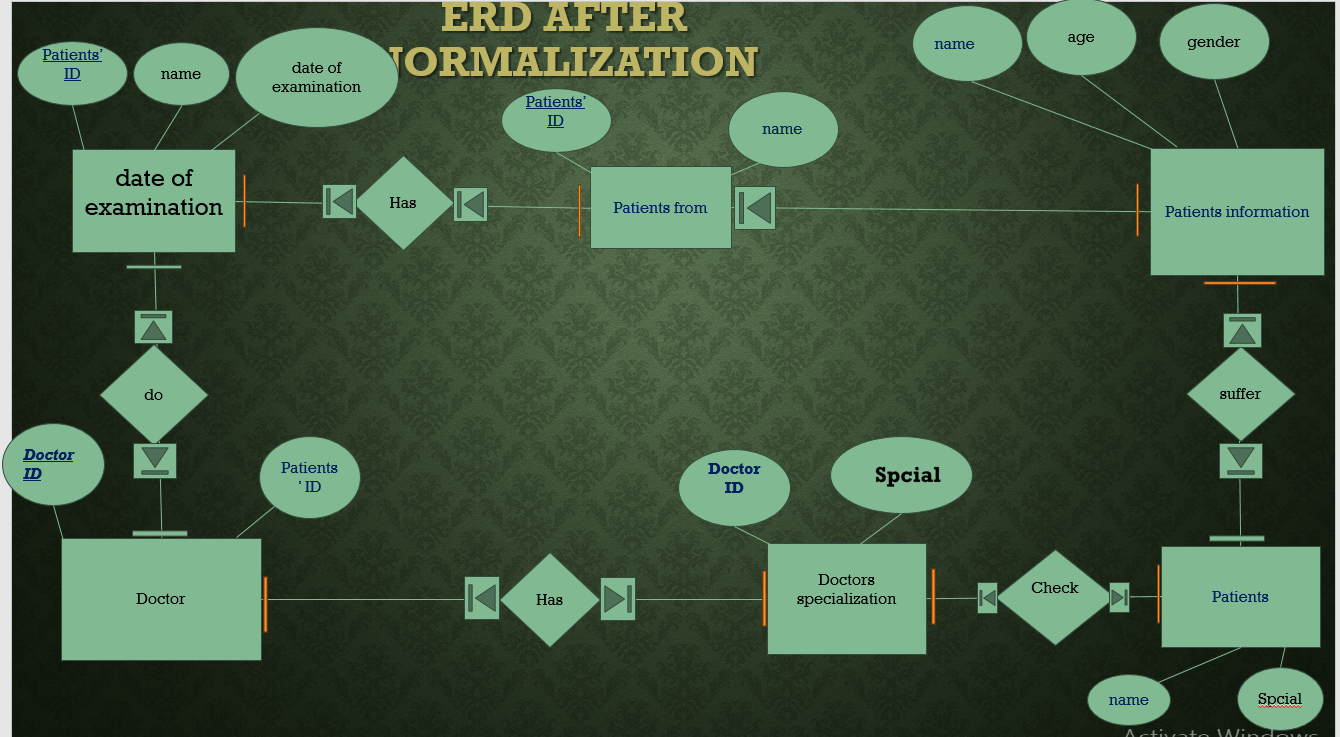 ERD AFTER
NORMALIZATION
Patients'
ID
name
date of
examination
Patients'
ID
name
name
age
gender
date of
examination
Has
Patients from
Patients information
do
suffer
Doctor
ID
Patients
' ID
Doctor
ID
Spcial
Doctor
Has
Doctors
specialization
Check
Patients
name
Spcial
Activate Windows